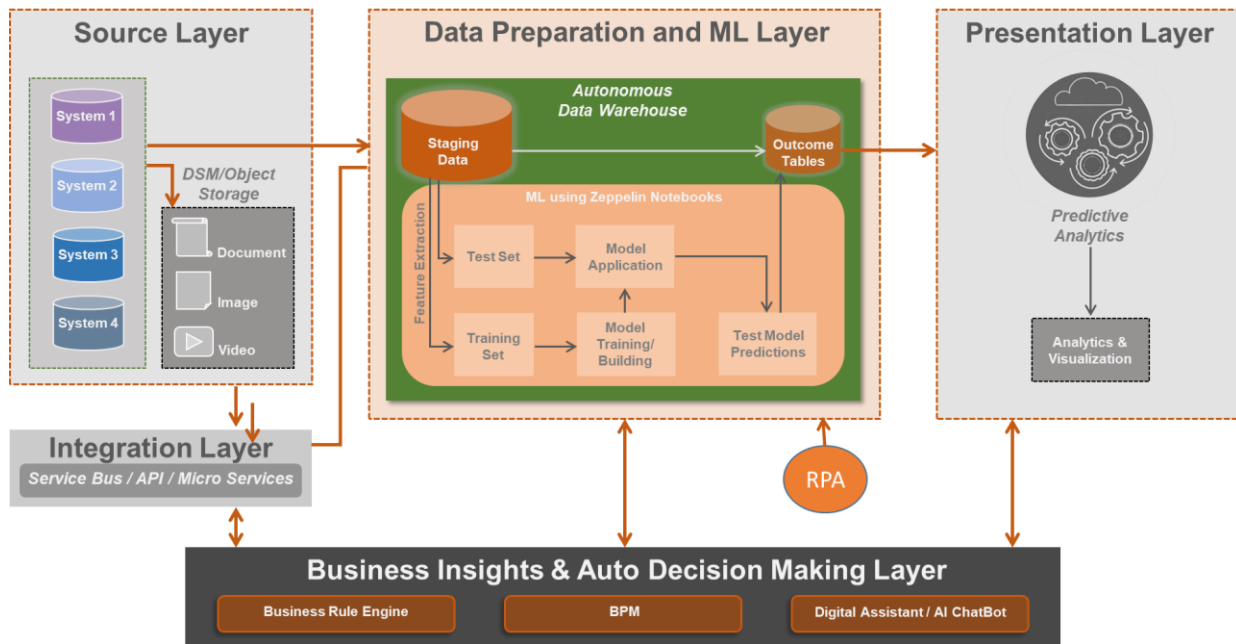 Source Layer
System 1
System 2
System 3
System 4
DSM/Object
Storage
Document
Image
Video
Integration Layer
Service Bus / API / Micro Services
Data Preparation and ML Layer
Autonomous
Data Warehouse
Staging
Data
Outcome
Tables
ML using Zeppelin Notebooks
Feature Extraction
Test Set
Model
Application
Training
Set
Model
Training/
Building
Test Model
Predictions
RPA
Presentation Layer
Predictive
Analytics
Analytics &
Visualization
Business Insights & Auto Decision Making Layer
Business Rule Engine
BPM
Digital Assistant / AI ChatBot